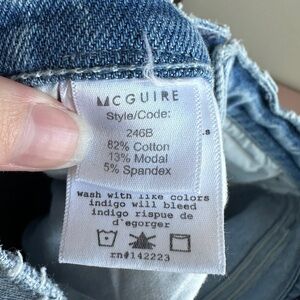 MCGUIRE
Style/Code:
246B
82% Cotton
13% Modal
5% Spandex
.s
wash with like colors
indigo will bleed
indigo rispue de
d'egorger
rn#142223